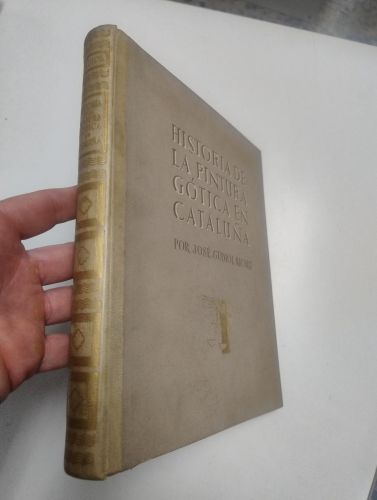 HISTORIA DE
LA PINTURA
GÓTICA EN
CATALUÑA
POR JOSÉ GUDIOL RICART